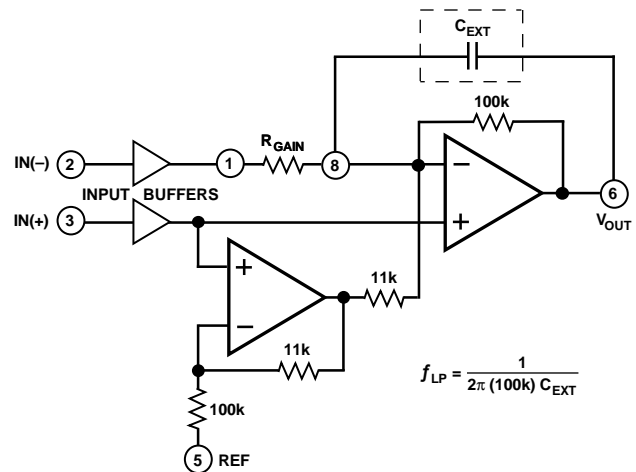 C_EXT
100k
R_GAIN
IN(–) 2 1 8
6
INPUT BUFFERS
IN(+) 3
V_OUT
–
+
+
–
11k
11k
100k
5 REF
f_LP = 1 / 2π (100k) C_EXT